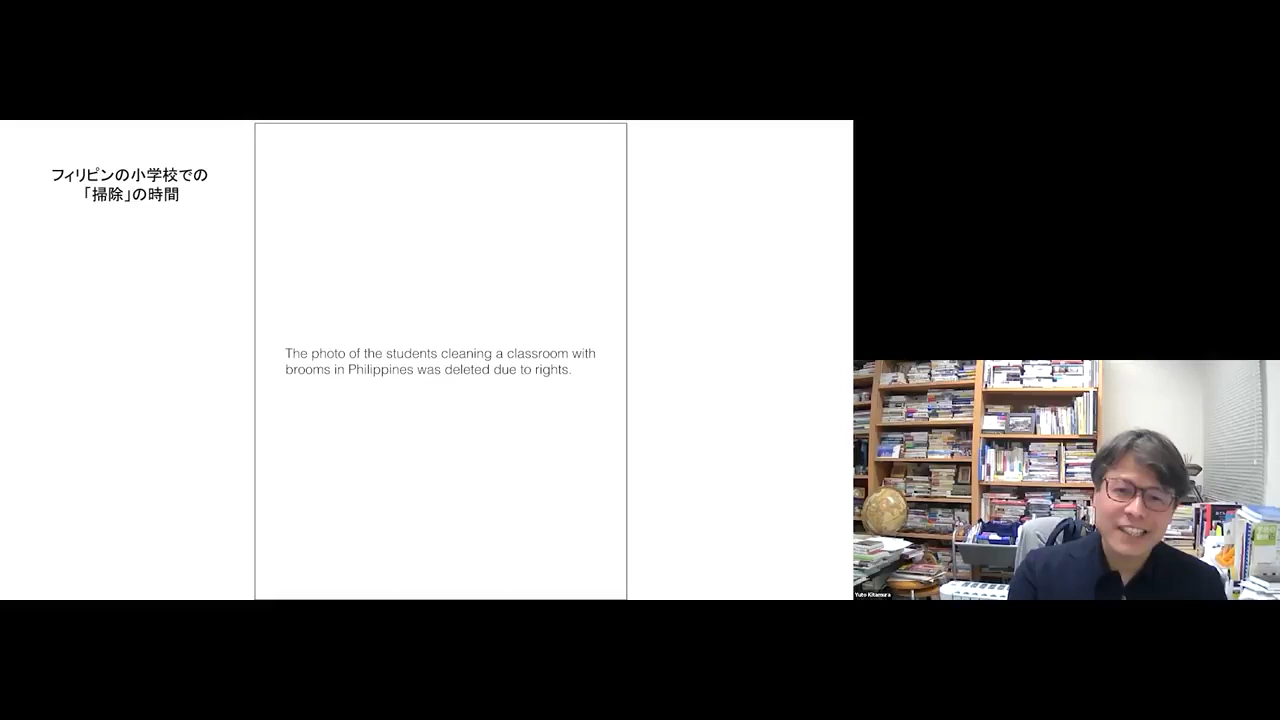 フィリピンの小学校での
「掃除」の時間
The photo of the students cleaning a classroom with
brooms in Philippines was deleted due to rights.
Yuto Kitamura